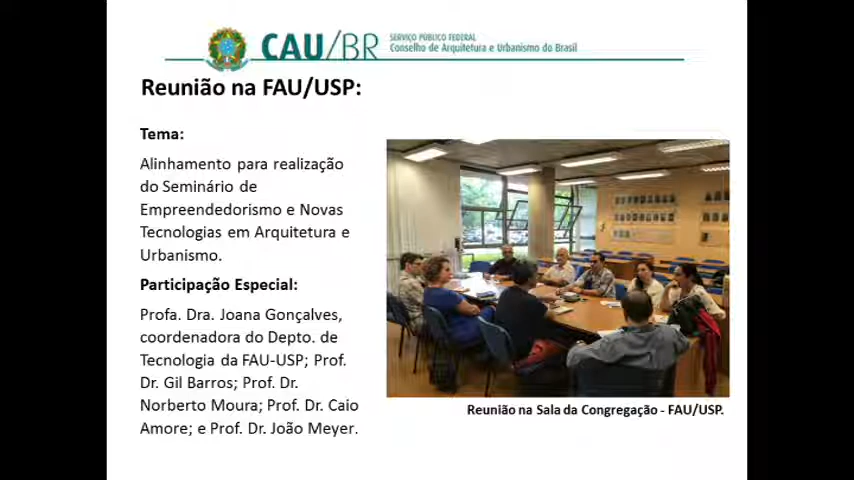 CAU/BR
SERVIÇO PÚBLICO FEDERAL
Conselho de Arquitetura e Urbanismo do Brasil
Reunião na FAU/USP:
Tema:
Alinhamento para realização
do Seminário de
Empreendedorismo e Novas
Tecnologias em Arquitetura e
Urbanismo.
Participação Especial:
Profa. Dra. Joana Gonçalves,
coordenadora do Depto. de
Tecnologia da FAU-USP; Prof.
Dr. Gil Barros; Prof. Dr.
Norberto Moura; Prof. Dr. Caio
Amore; e Prof. Dr. João Meyer.
Reunião na Sala da Congregação - FAU/USP.